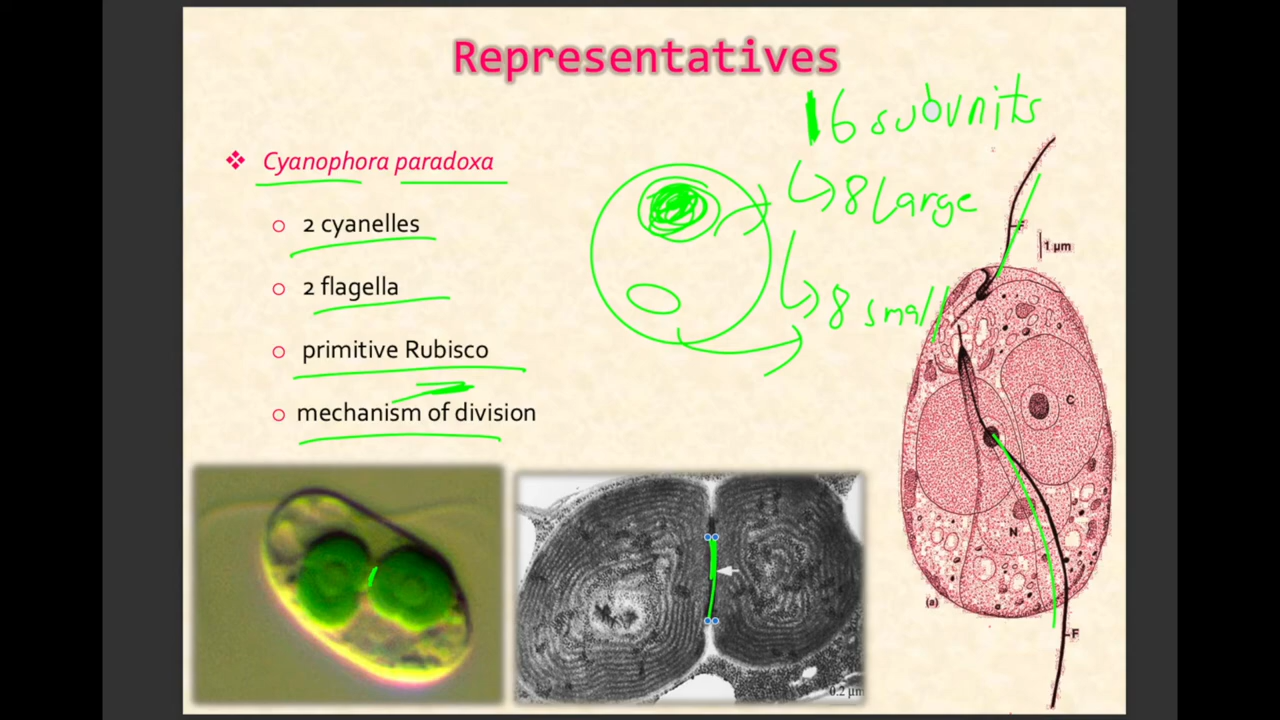 Representatives
16 subunits
❖ Cyanophora paradoxa
↳ 8 Large
○ 2 cyanelles
F
1 µm
○ 2 flagella
↳ 8 small
○ primitive Rubisco
○ mechanism of division
C
N
(a)
F
0.2 µm